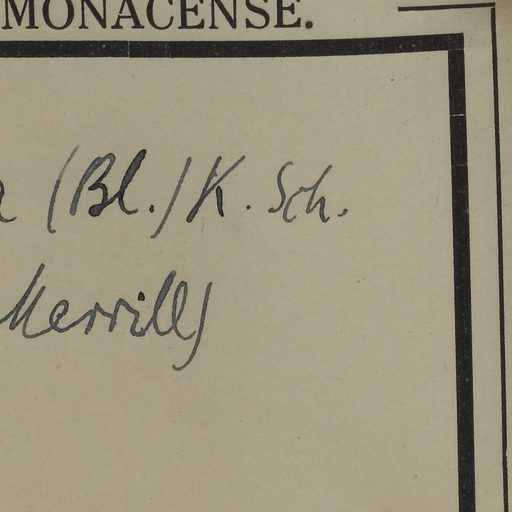 MONACENSE.
(Bl.) K. Sch.
Merrill)